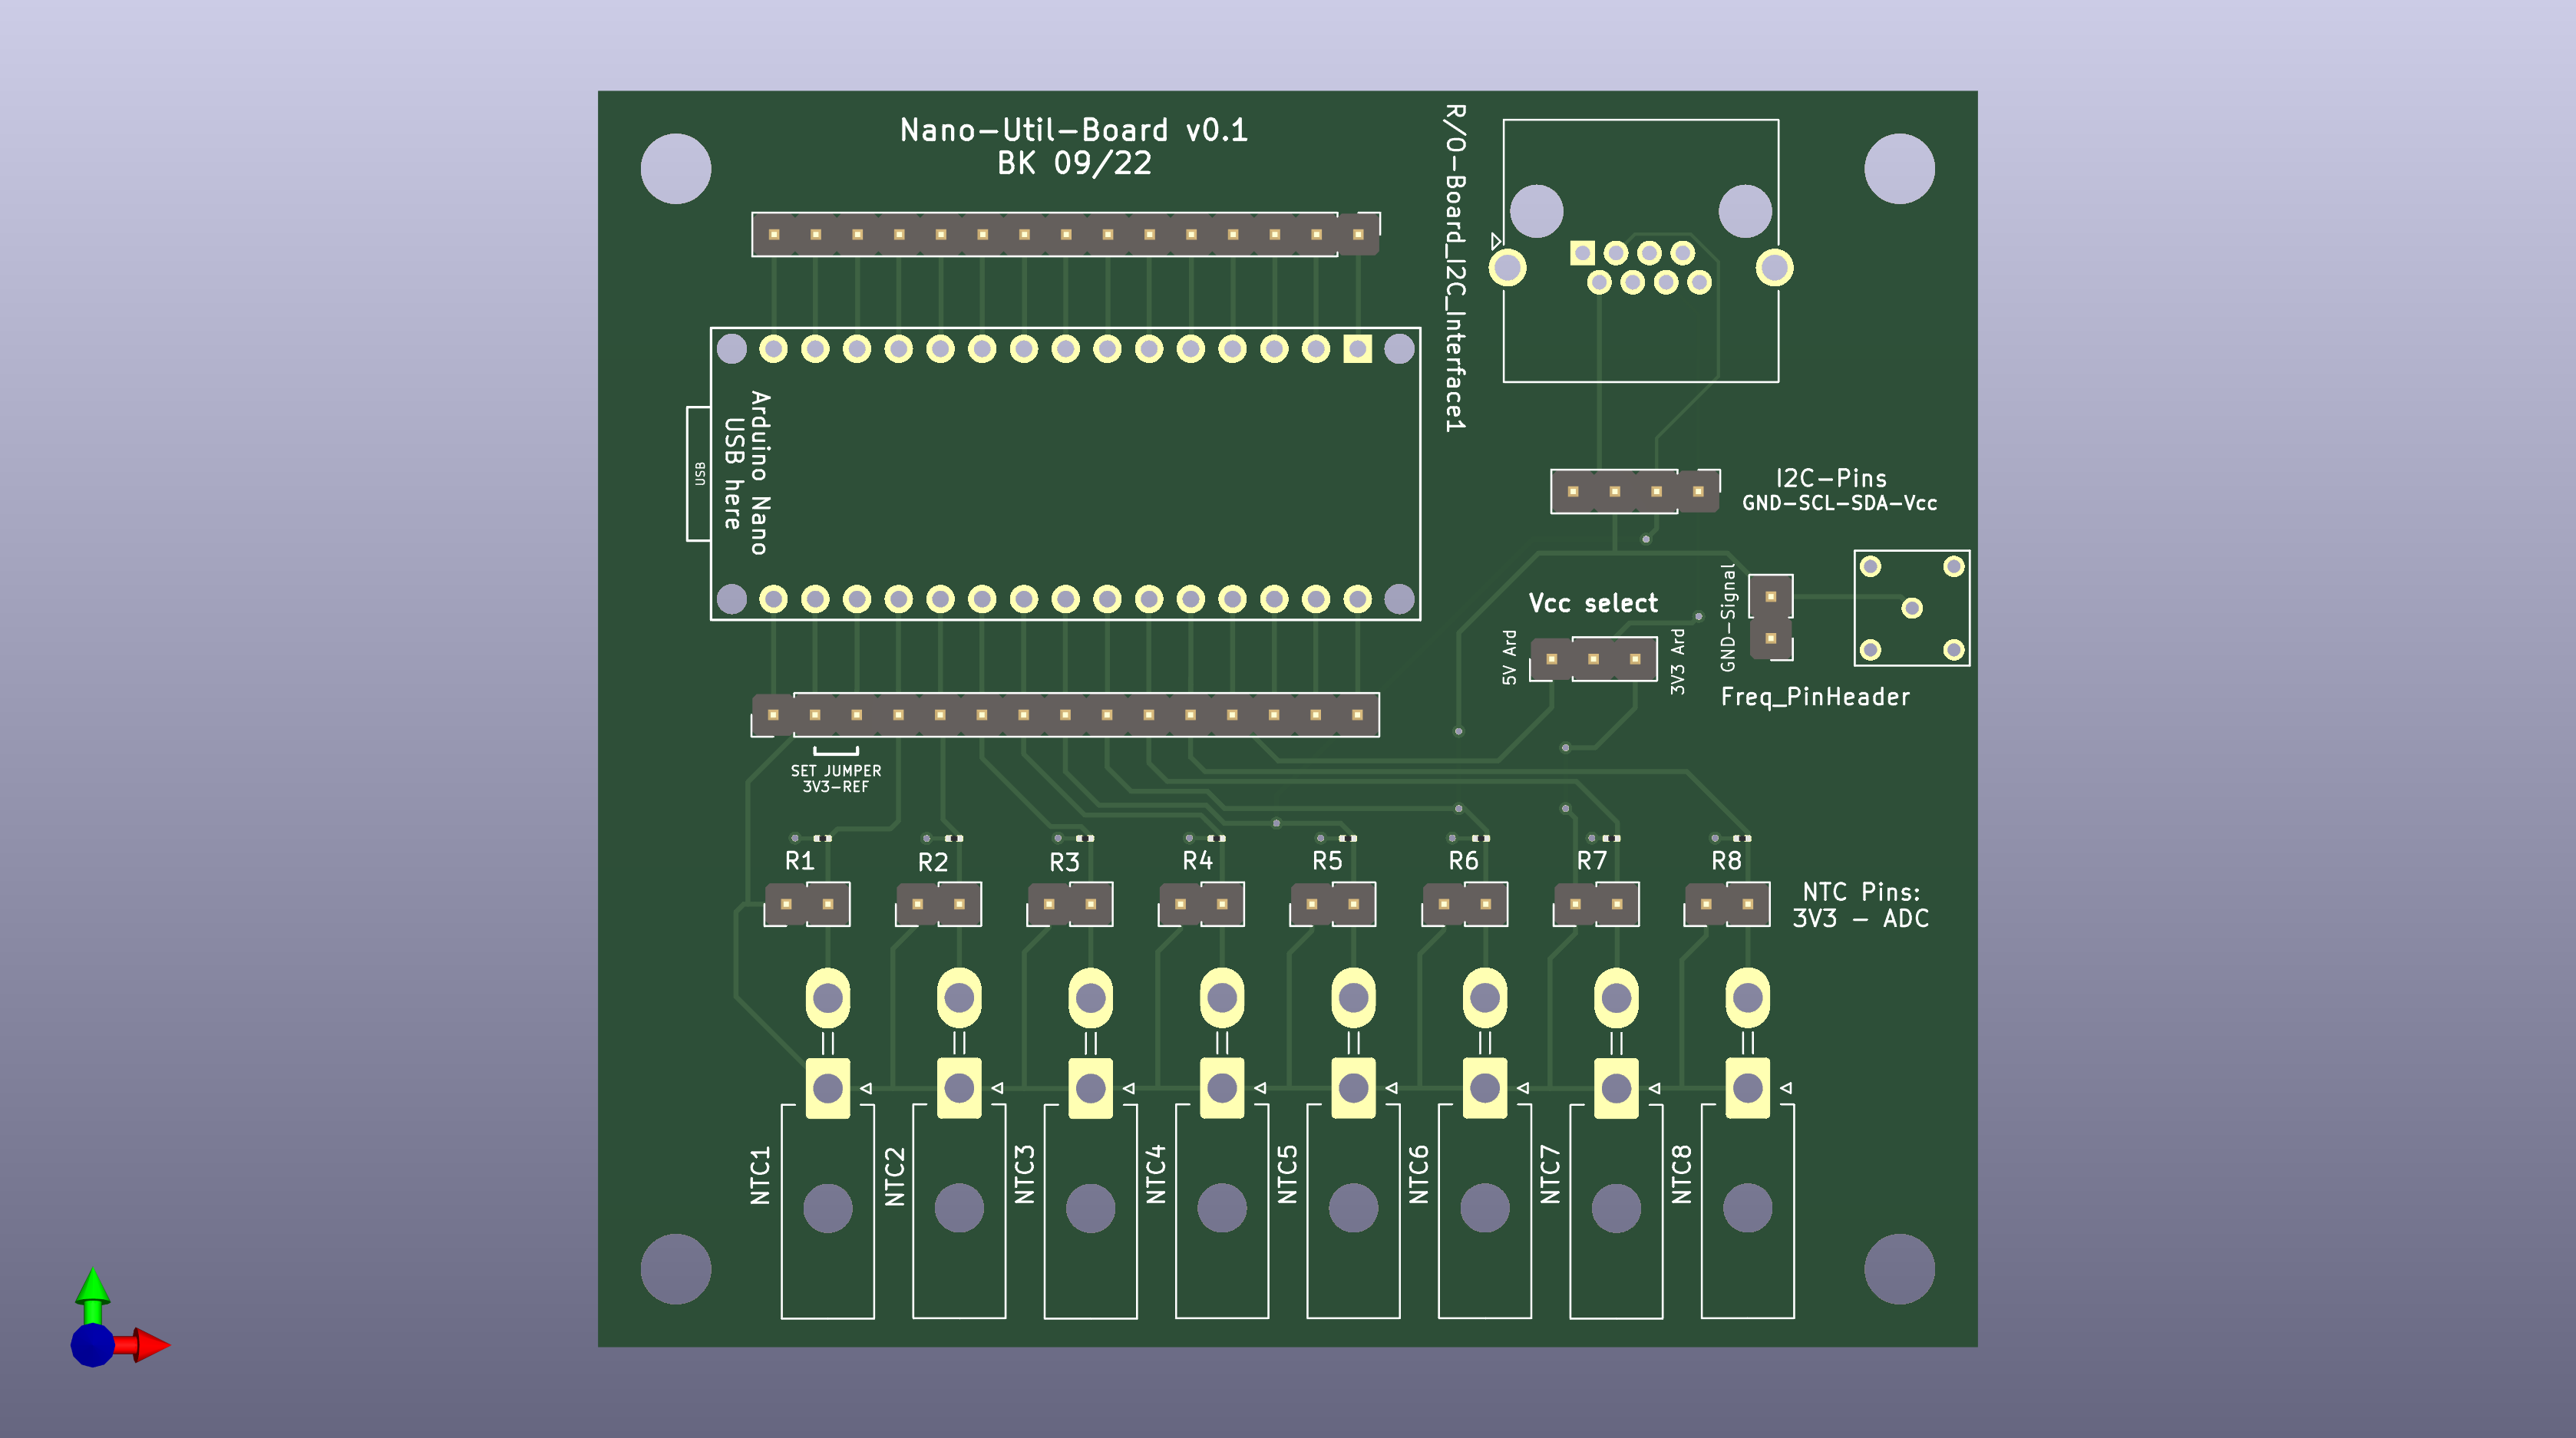 Nano-Util-Board v0.1
BK 09/22
R/O-Board_I2C_Interface1
Arduino Nano
USB here
USB
I2C-Pins
GND-SCL-SDA-Vcc
Vcc select
5V Ard
3V3 Ard
GND-Signal
Freq_PinHeader
SET JUMPER
3V3-REF
R1
R2
R3
R4
R5
R6
R7
R8
NTC Pins:
3V3 - ADC
NTC1
NTC2
NTC3
NTC4
NTC5
NTC6
NTC7
NTC8